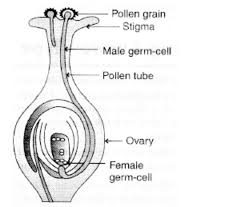 Pollen grain
Stigma
Male germ-cell
Pollen tube
Ovary
Female
germ-cell